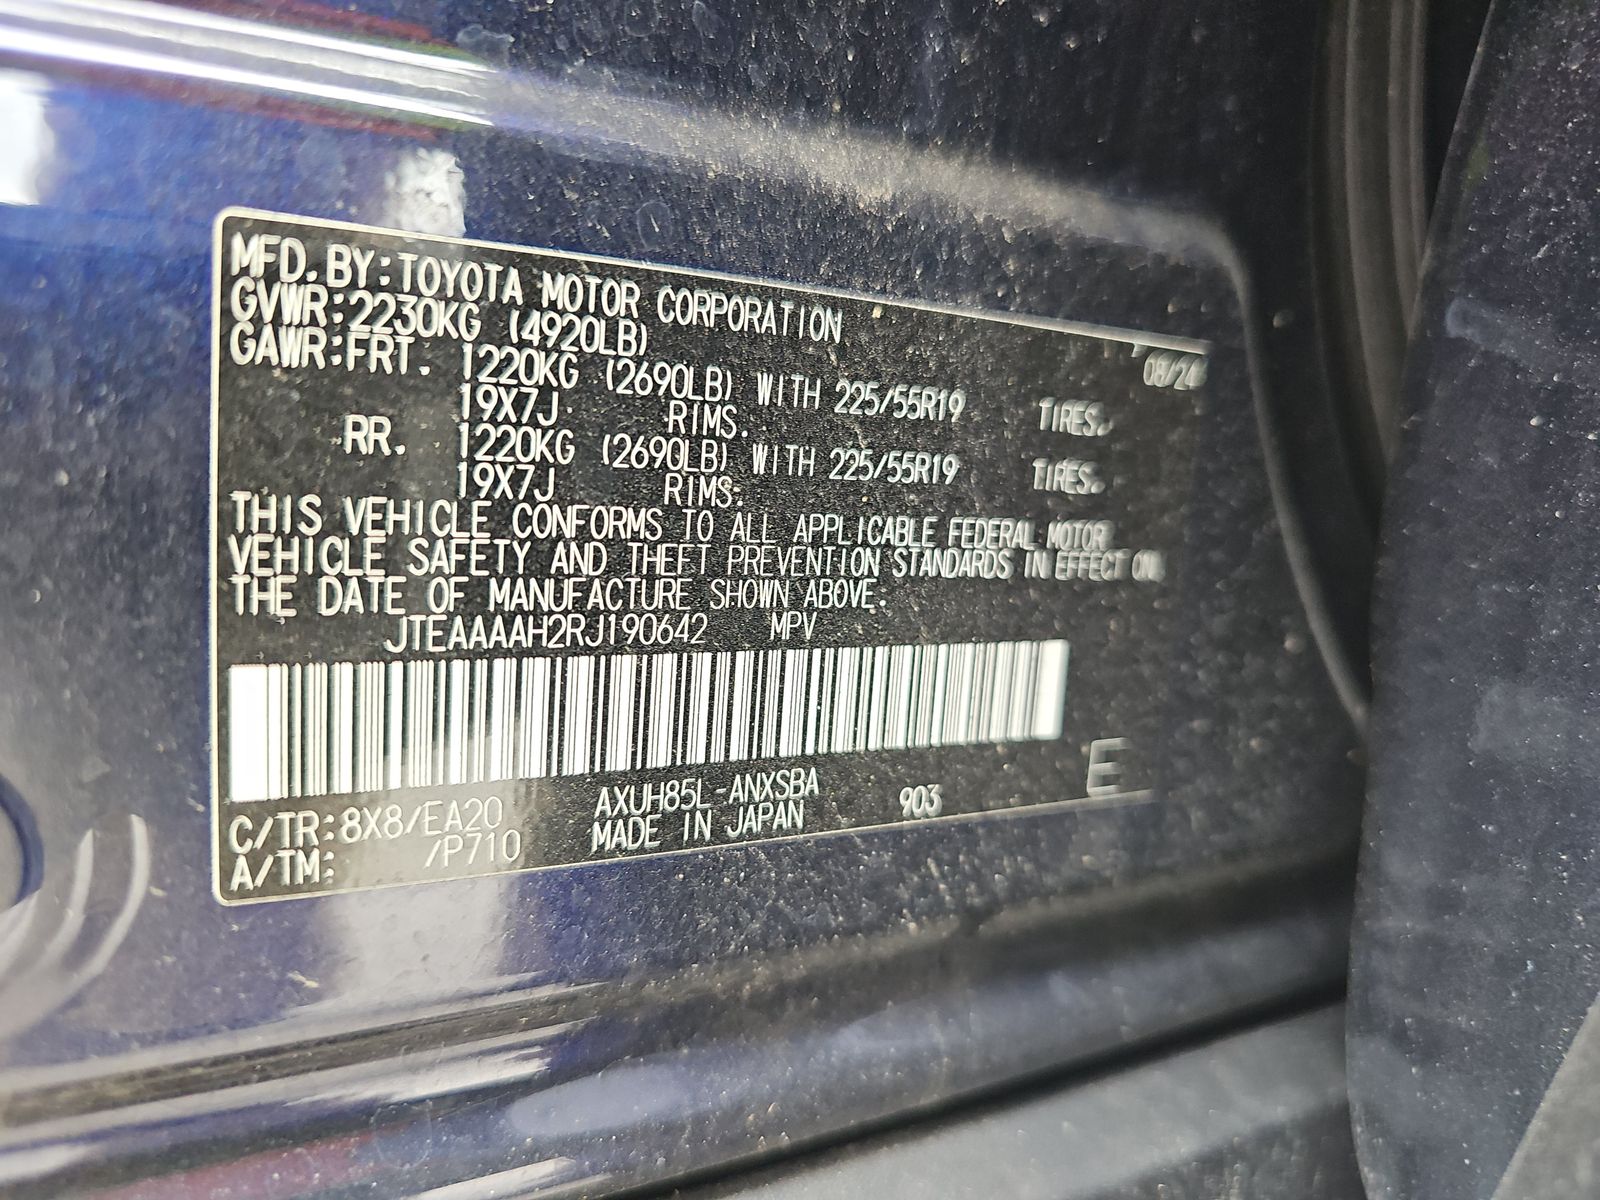 MFD. BY: TOYOTA MOTOR CORPORATION 08/24
GVWR: 2230KG (4920LB)
GAWR: FRT. 1220KG (2690LB) WITH 225/55R19 TIRES,
19X7J RIMS.
RR. 1220KG (2690LB) WITH 225/55R19 TIRES,
19X7J RIMS.
THIS VEHICLE CONFORMS TO ALL APPLICABLE FEDERAL MOTOR
VEHICLE SAFETY AND THEFT PREVENTION STANDARDS IN EFFECT ON
THE DATE OF MANUFACTURE SHOWN ABOVE.
JTEAAAAH2RJ190642 MPV
C/TR: 8X8/EA20 AXUH85L-ANXSBA 903 E
A/TM: /P710 MADE IN JAPAN